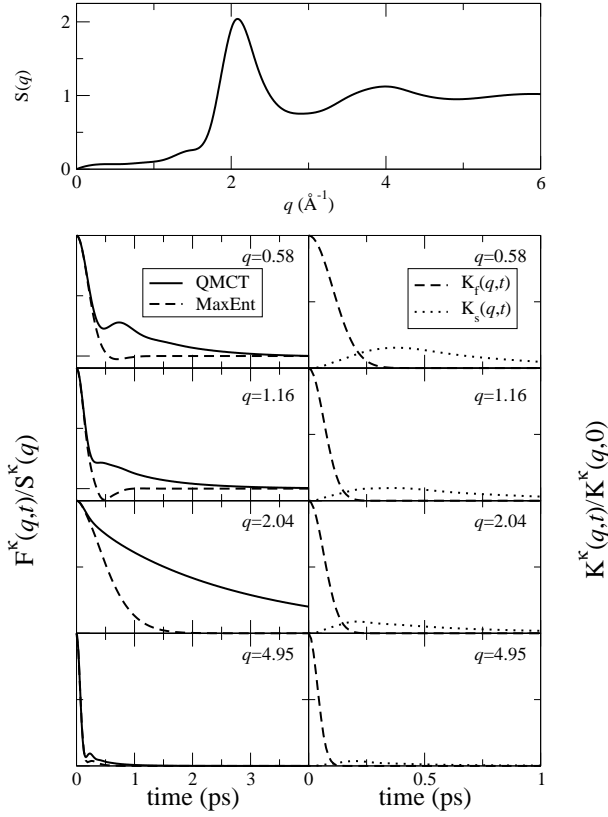 2
1
0
S(q)
0 2 4 6
q (Å⁻¹)
q=0.58
QMCT
MaxEnt
q=0.58
K_f(q,t)
K_s(q,t)
q=1.16
q=1.16
q=2.04
q=2.04
q=4.95
q=4.95
F^κ(q,t)/S^κ(q)
K^κ(q,t)/K^κ(q,0)
0 1 2 3
0 0.5 1
time (ps)
time (ps)